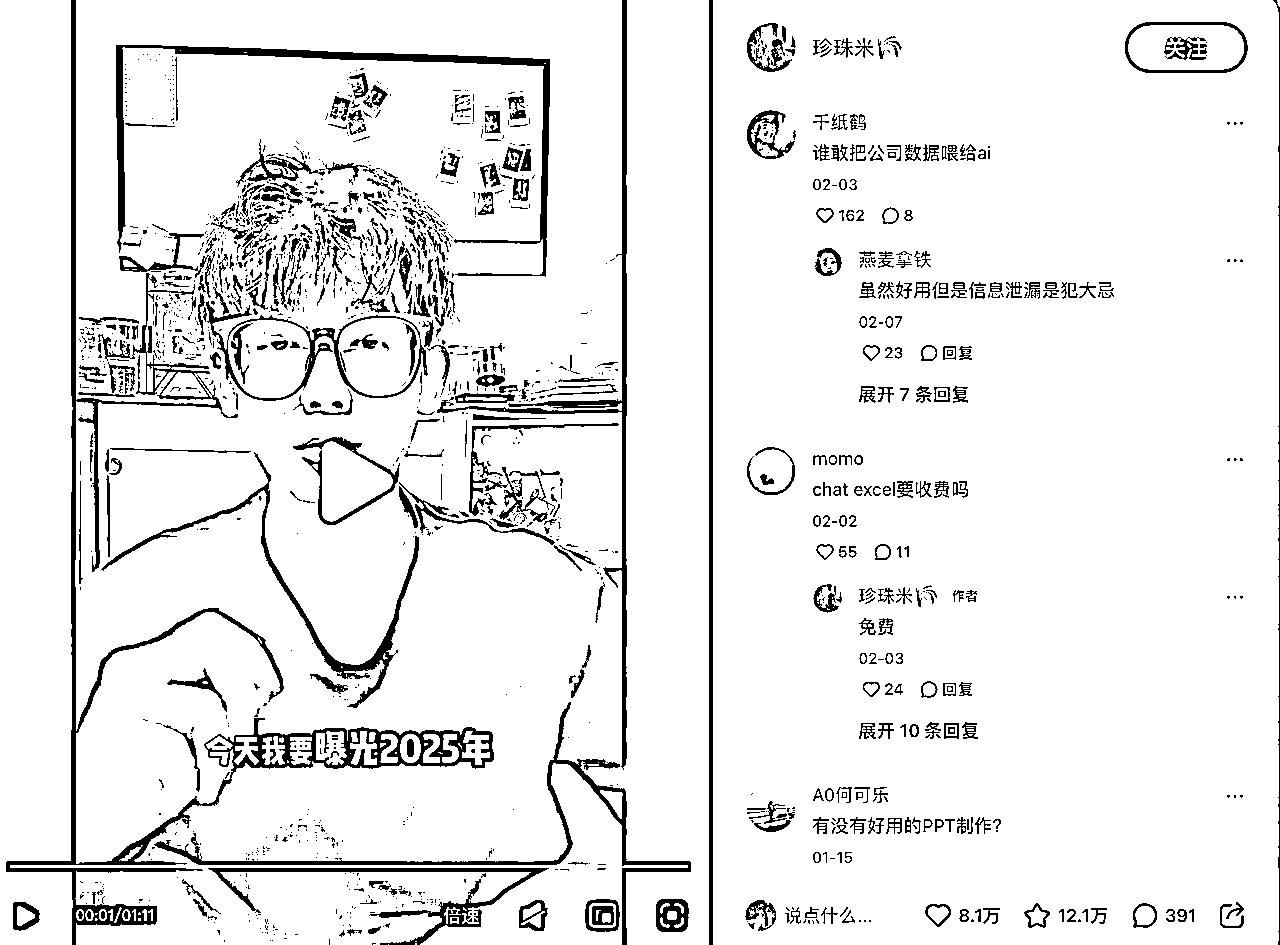 今天我要曝光2025年
00:01/01:11
倍速
珍珠米
关注
千纸鹤
谁敢把公司数据喂给ai
02-03
162 8
燕麦拿铁
虽然好用但是信息泄漏是犯大忌
02-07
23 回复
展开 7 条回复
momo
chat excel要收费吗
02-02
55 11
珍珠米 作者
免费
02-03
24 回复
展开 10 条回复
A0何可乐
有没有好用的PPT制作?
01-15
说点什么... 8.1万 12.1万 391